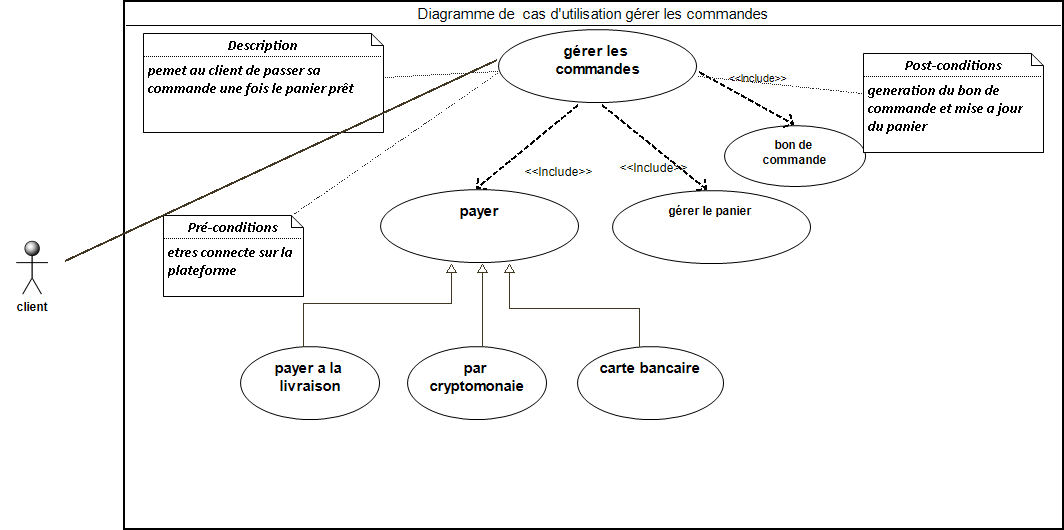 Diagramme de cas d'utilisation gérer les commandes
Description
pemet au client de passer sa
commande une fois le panier prêt
gérer les
commandes
<<Include>>
Post-conditions
generation du bon de
commande et mise a jour
du panier
bon de
commande
<<Include>>
<<Include>>
payer
gérer le panier
Pré-conditions
etres connecte sur la
plateforme
client
payer a la
livraison
par
cryptomonaie
carte bancaire